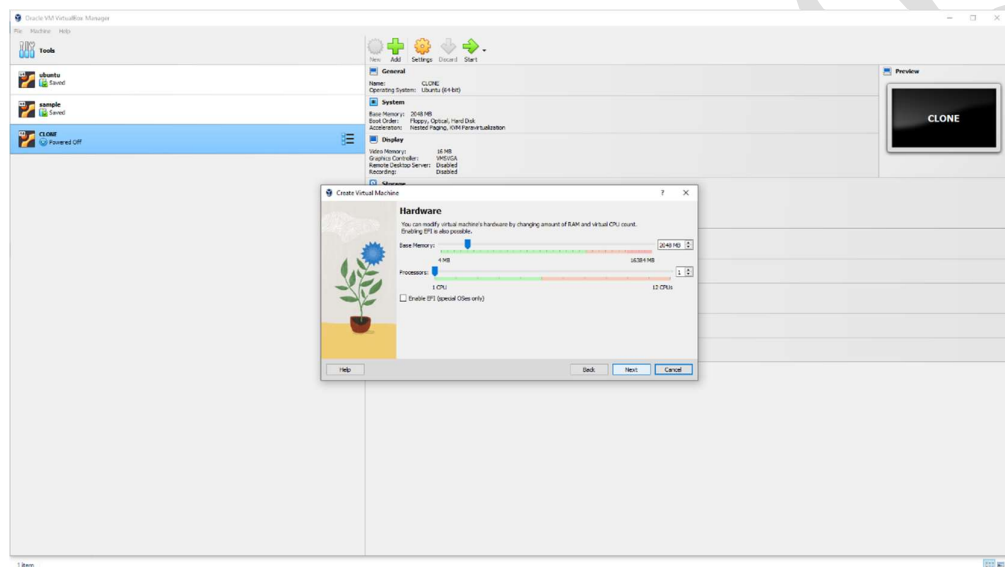 Oracle VM VirtualBox Manager
File Machine Help
Tools
ubuntu
Saved
sample
Saved
CLONE
Powered Off
New Add Settings Discard Start
General
Name: CLONE
Operating System: Ubuntu (64-bit)
System
Base Memory: 2048 MB
Boot Order: Floppy, Optical, Hard Disk
Acceleration: Nested Paging, KVM Paravirtualization
Display
Video Memory: 16 MB
Graphics Controller: VMSVGA
Remote Desktop Server: Disabled
Recording: Disabled
Storage
Preview
CLONE
Create Virtual Machine
? X
Hardware
You can modify virtual machine's hardware by changing amount of RAM and virtual CPU count.
Enabling EFI is also possible.
Base Memory: 2048 MB
4 MB 16384 MB
Processors: 1
1 CPU 12 CPUs
Enable EFI (special OSes only)
Help Back Next Cancel
1 item